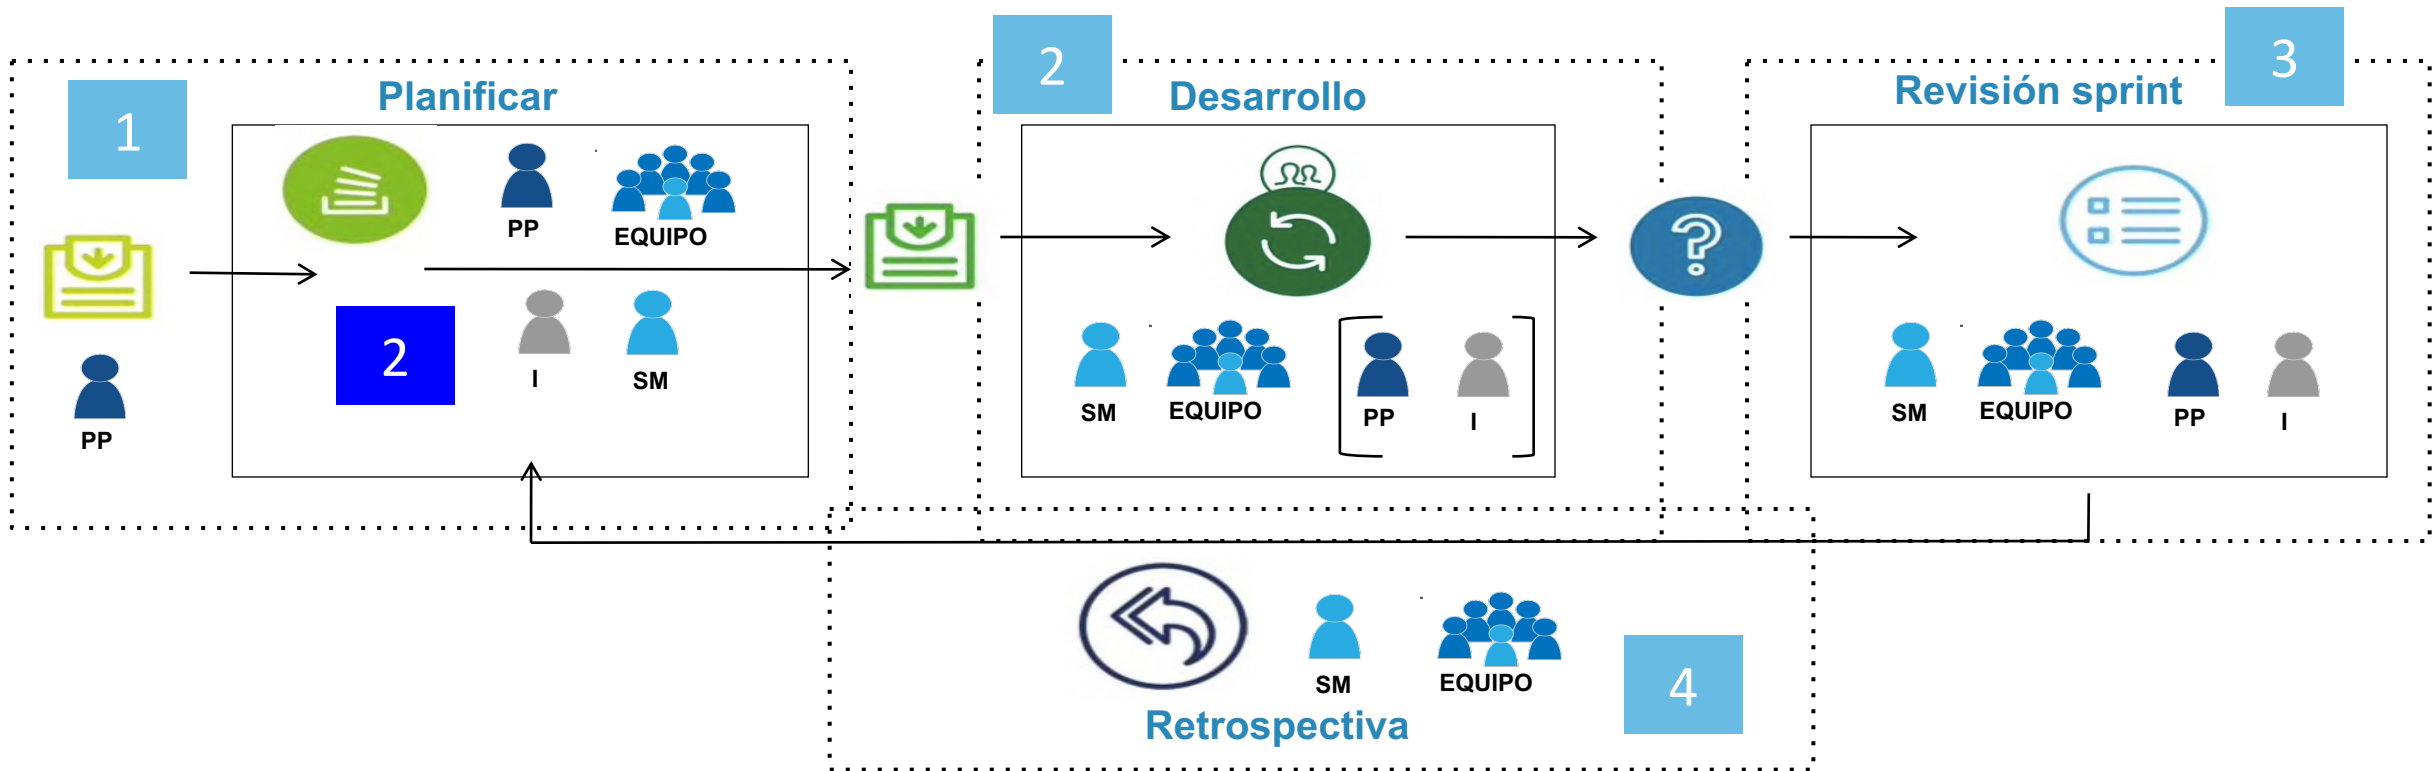 1
Planificar
PP
EQUIPO
2
I
SM
PP
2
Desarrollo
SM
EQUIPO
PP
I
?
3
Revisión sprint
SM
EQUIPO
PP
I
SM
EQUIPO
4
Retrospectiva